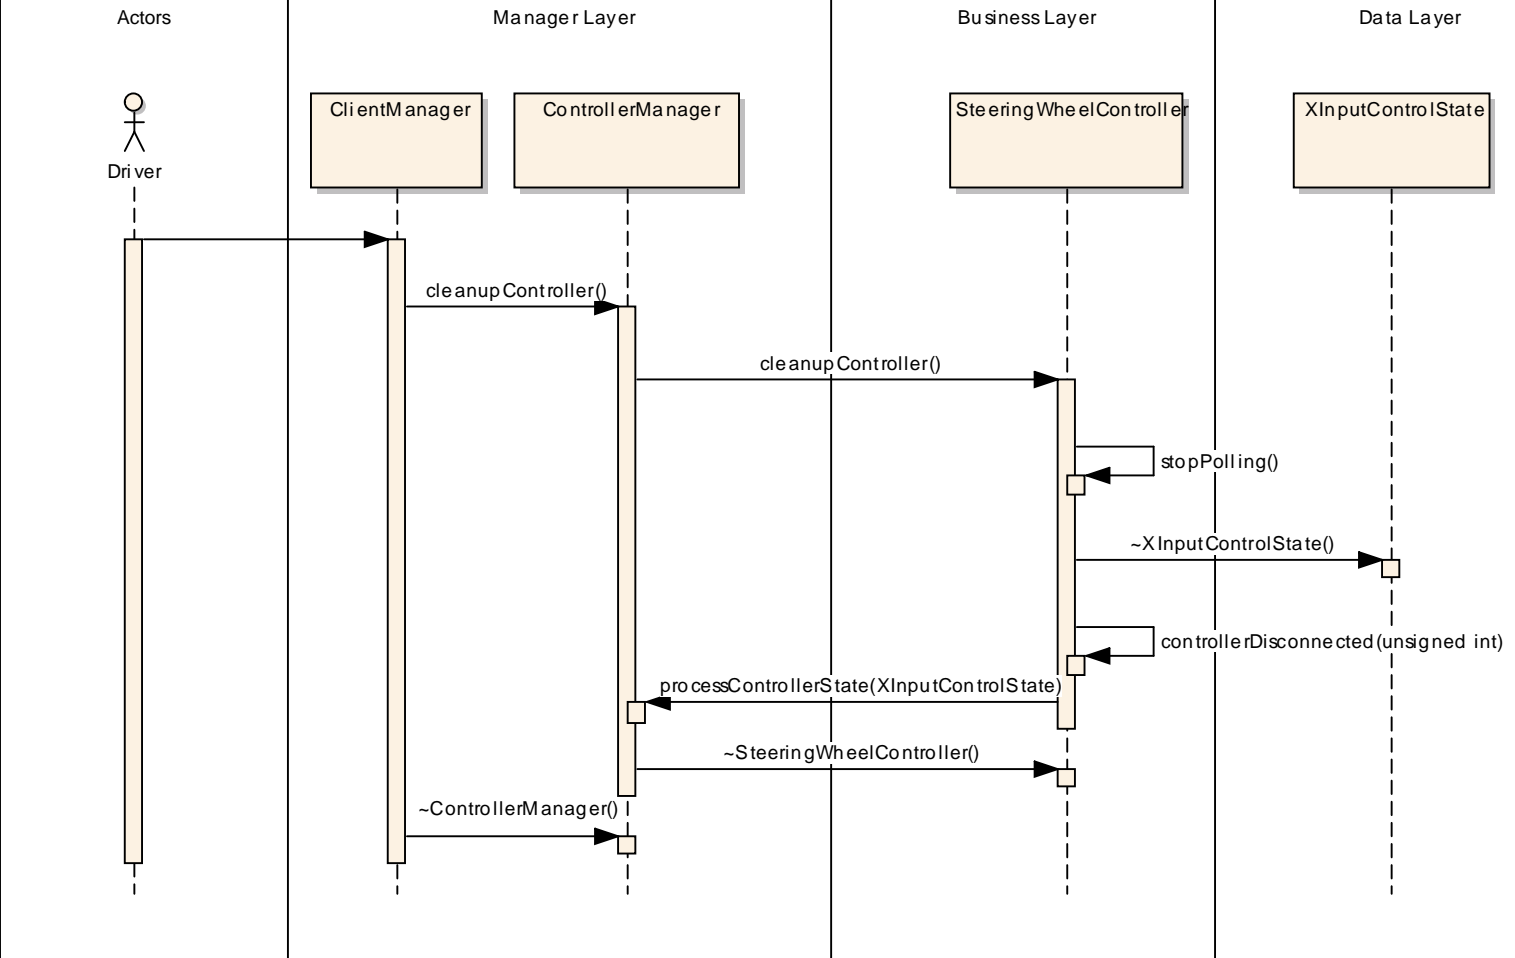 Actors
Manager Layer
Business Layer
Data Layer
ClientManager
ControllerManager
SteeringWheelController
XInputControlState
Driver
cleanupController()
cleanupController()
stopPolling()
~XInputControlState()
controllerDisconnected(unsigned int)
processControllerState(XInputControlState)
~SteeringWheelController()
~ControllerManager()